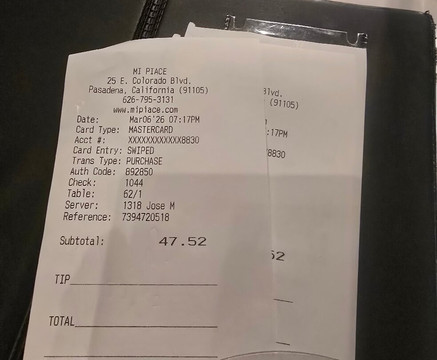 MI PIACE
25 E. Colorado Blvd.
Pasadena, California (91105)
626-795-3131
www.mipiace.com
Date: Mar06'26 07:17PM
Card Type: MASTERCARD
Acct #: XXXXXXXXXXXX8830
Card Entry: SWIPED
Trans Type: PURCHASE
Auth Code: 892850
Check: 1044
Table: 62/1
Server: 1318 Jose M
Reference: 7394720518
Subtotal: 47.52
TIP
TOTAL
Blvd.
(91105)
:17PM
8830
52